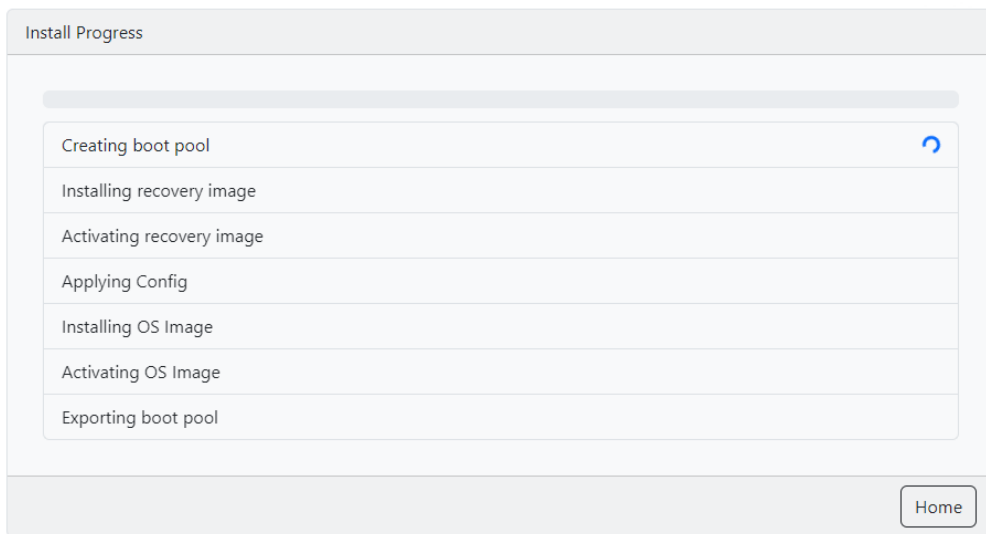 Install Progress
Creating boot pool
Installing recovery image
Activating recovery image
Applying Config
Installing OS Image
Activating OS Image
Exporting boot pool
Home